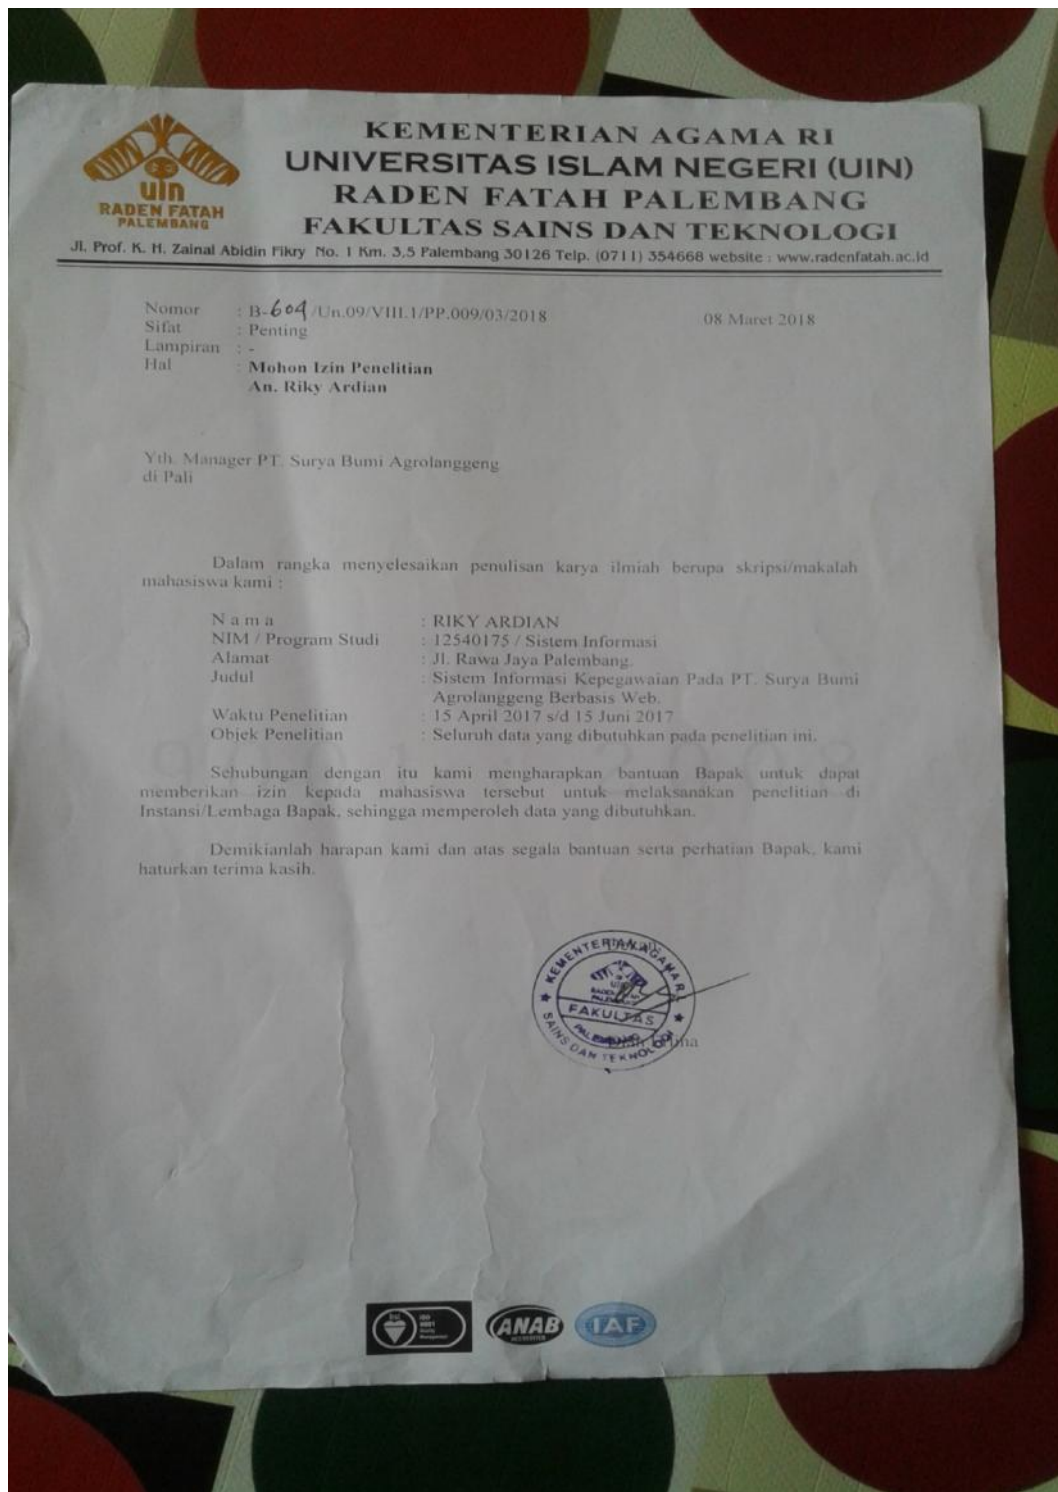 uin
RADEN FATAH
PALEMBANG
KEMENTERIAN AGAMA RI
UNIVERSITAS ISLAM NEGERI (UIN)
RADEN FATAH PALEMBANG
FAKULTAS SAINS DAN TEKNOLOGI
Jl. Prof. K. H. Zainal Abidin Fikry No. 1 Km. 3,5 Palembang 30126 Telp. (0711) 354668 website : www.radenfatah.ac.id
Nomor : B-604/Un.09/VIII.1/PP.009/03/2018 08 Maret 2018
Sifat : Penting
Lampiran : -
Hal : Mohon Izin Penelitian
An. Riky Ardian
Yth. Manager PT. Surya Bumi Agrolanggeng
di Pali
Dalam rangka menyelesaikan penulisan karya ilmiah berupa skripsi/makalah
mahasiswa kami :
N a m a : RIKY ARDIAN
NIM / Program Studi : 12540175 / Sistem Informasi
Alamat : Jl. Rawa Jaya Palembang.
Judul : Sistem Informasi Kepegawaian Pada PT. Surya Bumi
Agrolanggeng Berbasis Web.
Waktu Penelitian : 15 April 2017 s/d 15 Juni 2017
Objek Penelitian : Seluruh data yang dibutuhkan pada penelitian ini.
Sehubungan dengan itu kami mengharapkan bantuan Bapak untuk dapat
memberikan izin kepada mahasiswa tersebut untuk melaksanakan penelitian di
Instansi/Lembaga Bapak, sehingga memperoleh data yang dibutuhkan.
Demikianlah harapan kami dan atas segala bantuan serta perhatian Bapak, kami
haturkan terima kasih.
KEMENTERIAN AGAMA RI
FAKULTAS
PALEMBANG
SAINS DAN TEKNOLOGI
ISO
9001
Quality
Management
ANAB
ACCREDITED
IAF